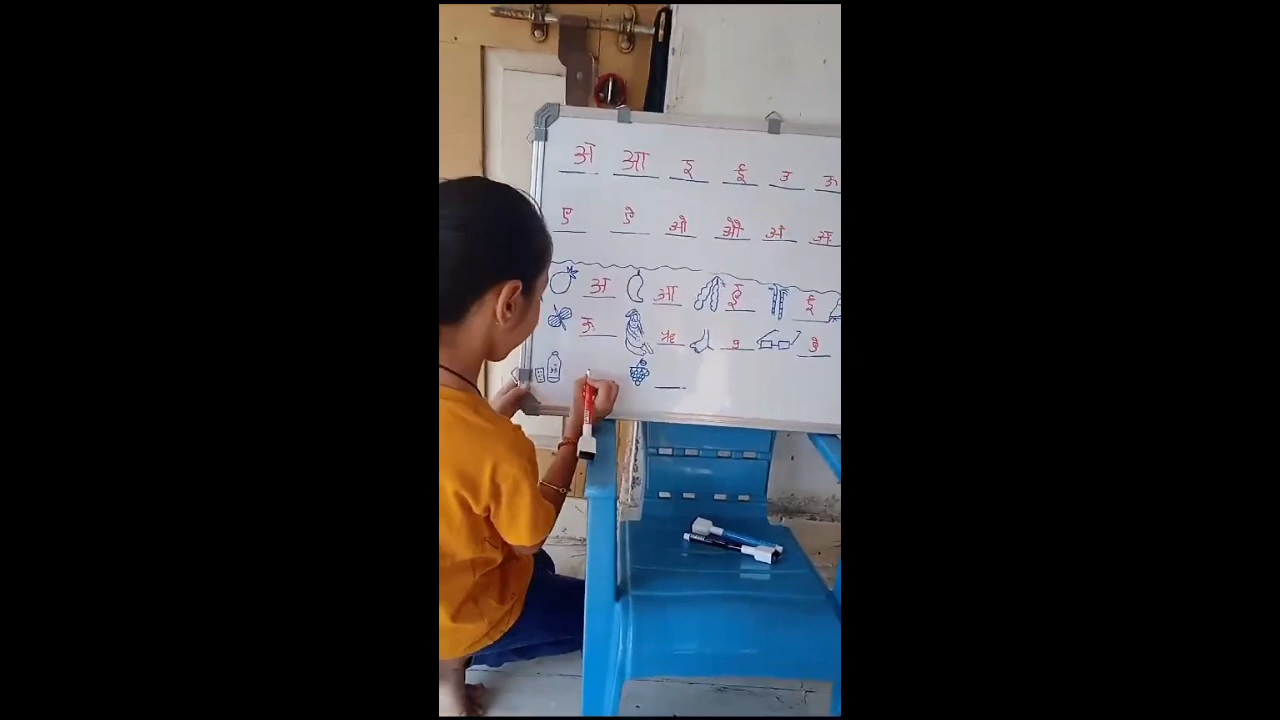 अ आ इ ई उ ऊ
ए ऐ ओ औ अं अः
अ आ इ ई
ऊ ऋ ए ऐ